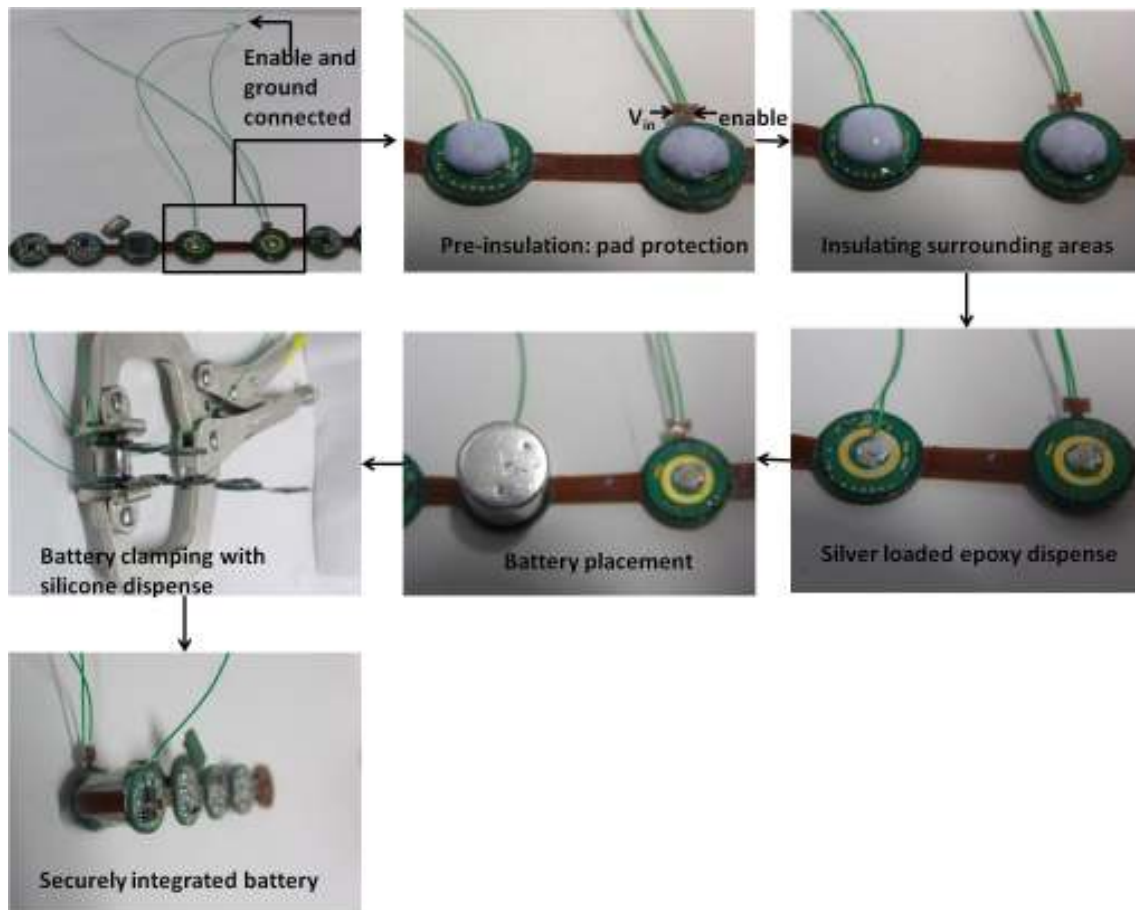 Enable and
ground
connected
V_in enable
Pre-insulation: pad protection
Insulating surrounding areas
Silver loaded epoxy dispense
Battery placement
Battery clamping with
silicone dispense
Securely integrated battery